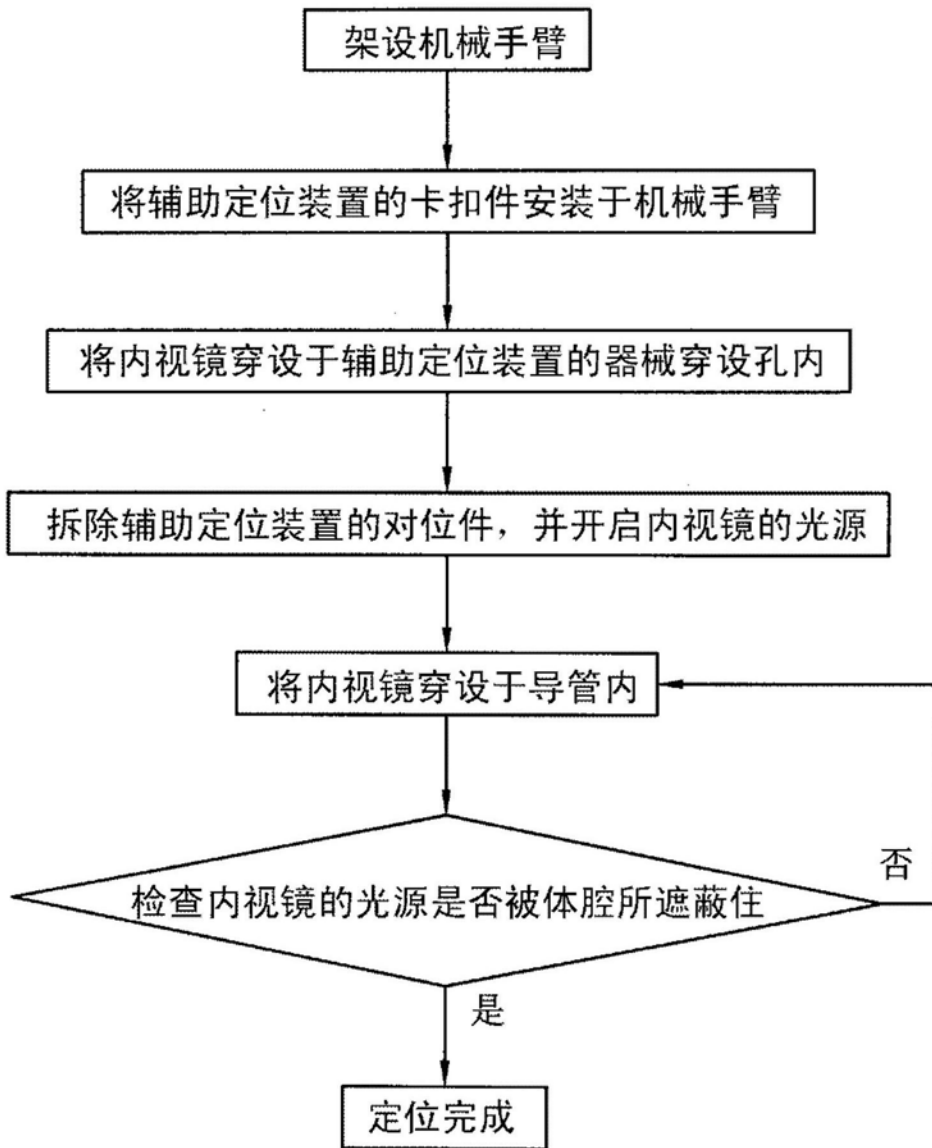 架设机械手臂
将辅助定位装置的卡扣件安装于机械手臂
将内视镜穿设于辅助定位装置的器械穿设孔内
拆除辅助定位装置的对位件，并开启内视镜的光源
将内视镜穿设于导管内
检查内视镜的光源是否被体腔所遮蔽住
否
是
定位完成